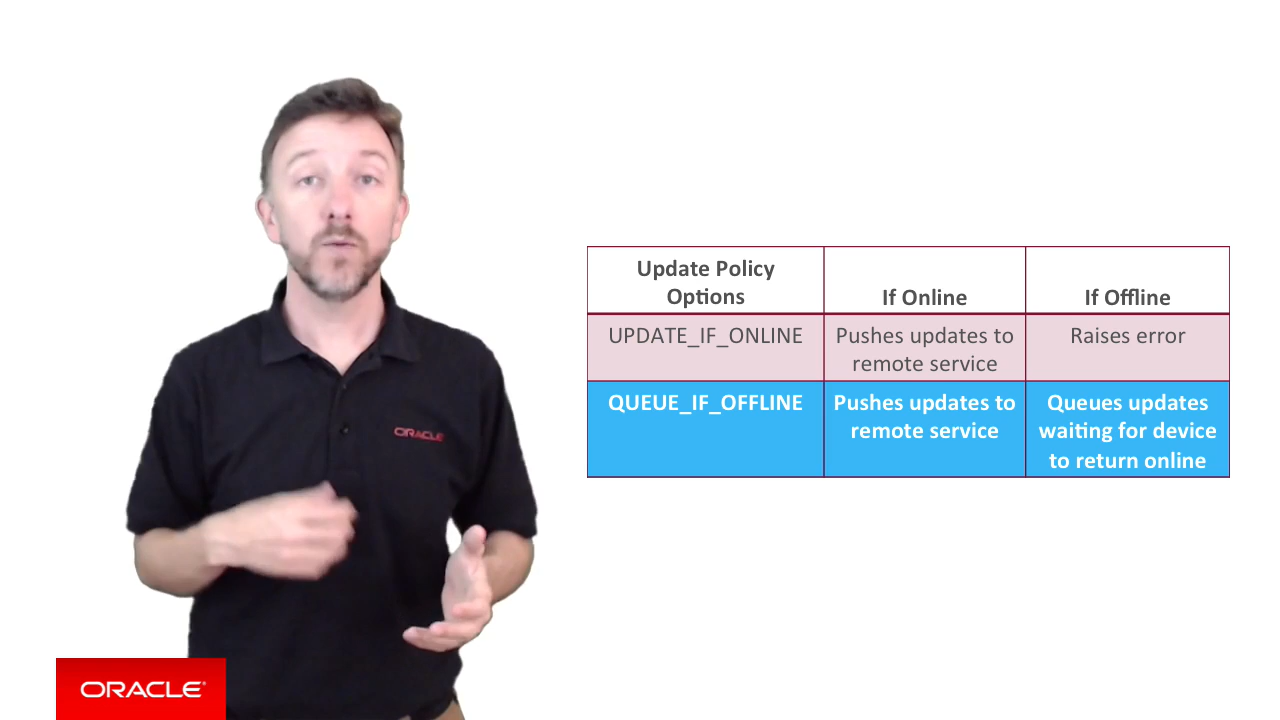 Update Policy
Options
If Online
If Offline
UPDATE_IF_ONLINE
Pushes updates to
remote service
Raises error
QUEUE_IF_OFFLINE
Pushes updates to
remote service
Queues updates
waiting for device
to return online
ORACLE
ORACLE